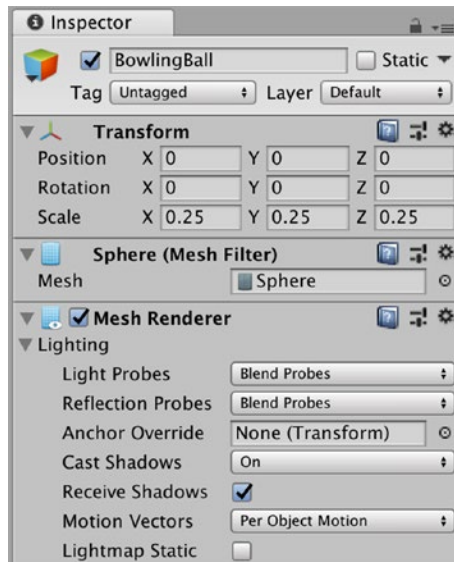 Inspector
BowlingBall Static
Tag Untagged Layer Default
Transform
Position X 0 Y 0 Z 0
Rotation X 0 Y 0 Z 0
Scale X 0.25 Y 0.25 Z 0.25
Sphere (Mesh Filter)
Mesh Sphere
Mesh Renderer
Lighting
Light Probes Blend Probes
Reflection Probes Blend Probes
Anchor Override None (Transform)
Cast Shadows On
Receive Shadows
Motion Vectors Per Object Motion
Lightmap Static